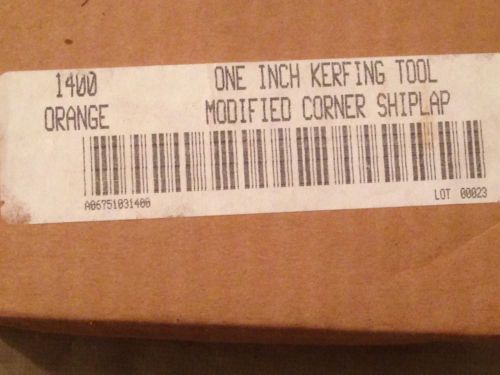 1400 ONE INCH KERFING TOOL
ORANGE MODIFIED CORNER SHIPLAP
A06751031400 LOT 00023